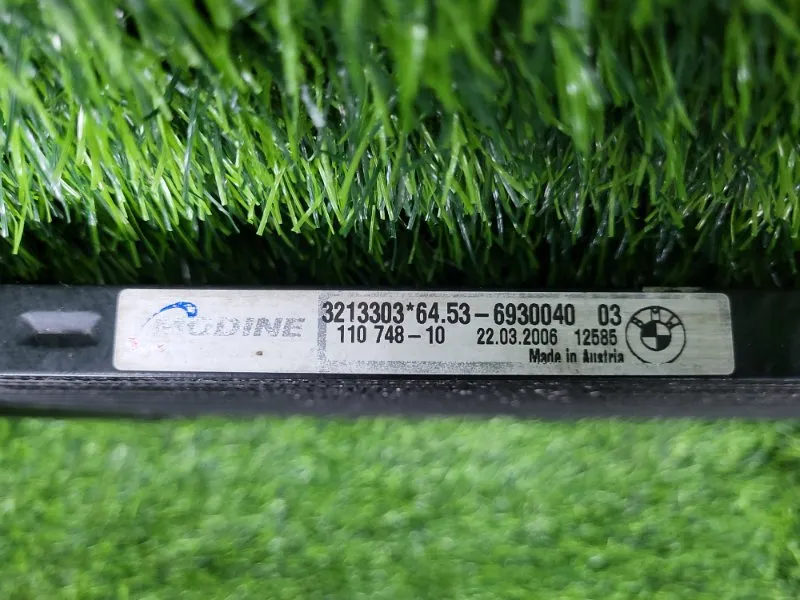 MODINE
3213303*64.53-6930040 03
110 748-10 22.03.2006 12585
Made in Austria